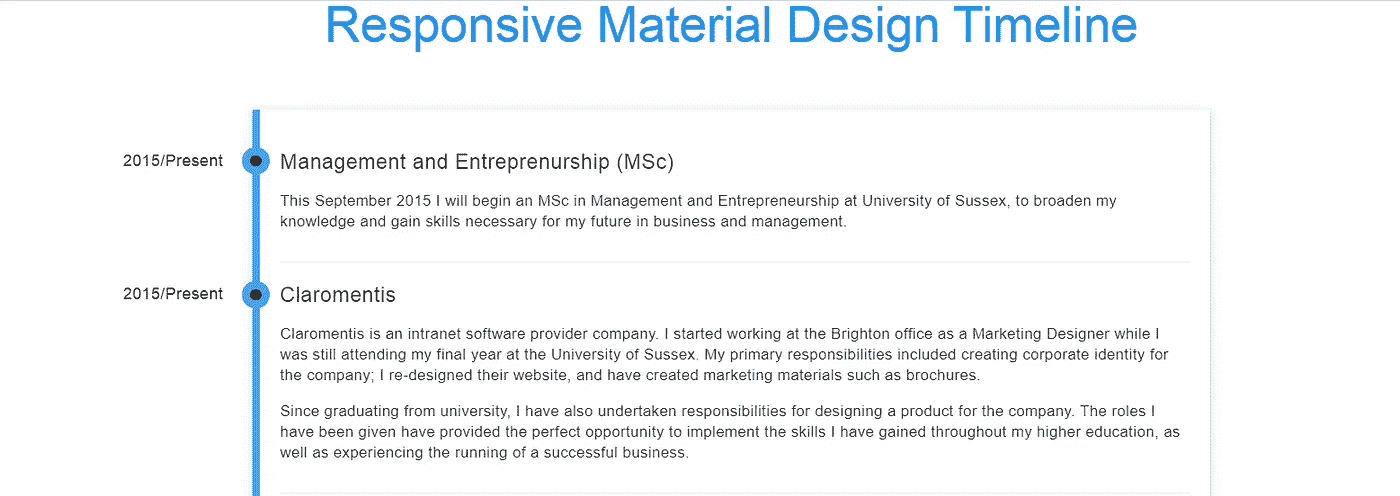 Responsive Material Design Timeline
2015/Present
Management and Entreprenurship (MSc)
This September 2015 I will begin an MSc in Management and Entrepreneurship at University of Sussex, to broaden my
knowledge and gain skills necessary for my future in business and management.
2015/Present
Claromentis
Claromentis is an intranet software provider company. I started working at the Brighton office as a Marketing Designer while I
was still attending my final year at the University of Sussex. My primary responsibilities included creating corporate identity for
the company; I re-designed their website, and have created marketing materials such as brochures.
Since graduating from university, I have also undertaken responsibilities for designing a product for the company. The roles I
have been given have provided the perfect opportunity to implement the skills I have gained throughout my higher education, as
well as experiencing the running of a successful business.